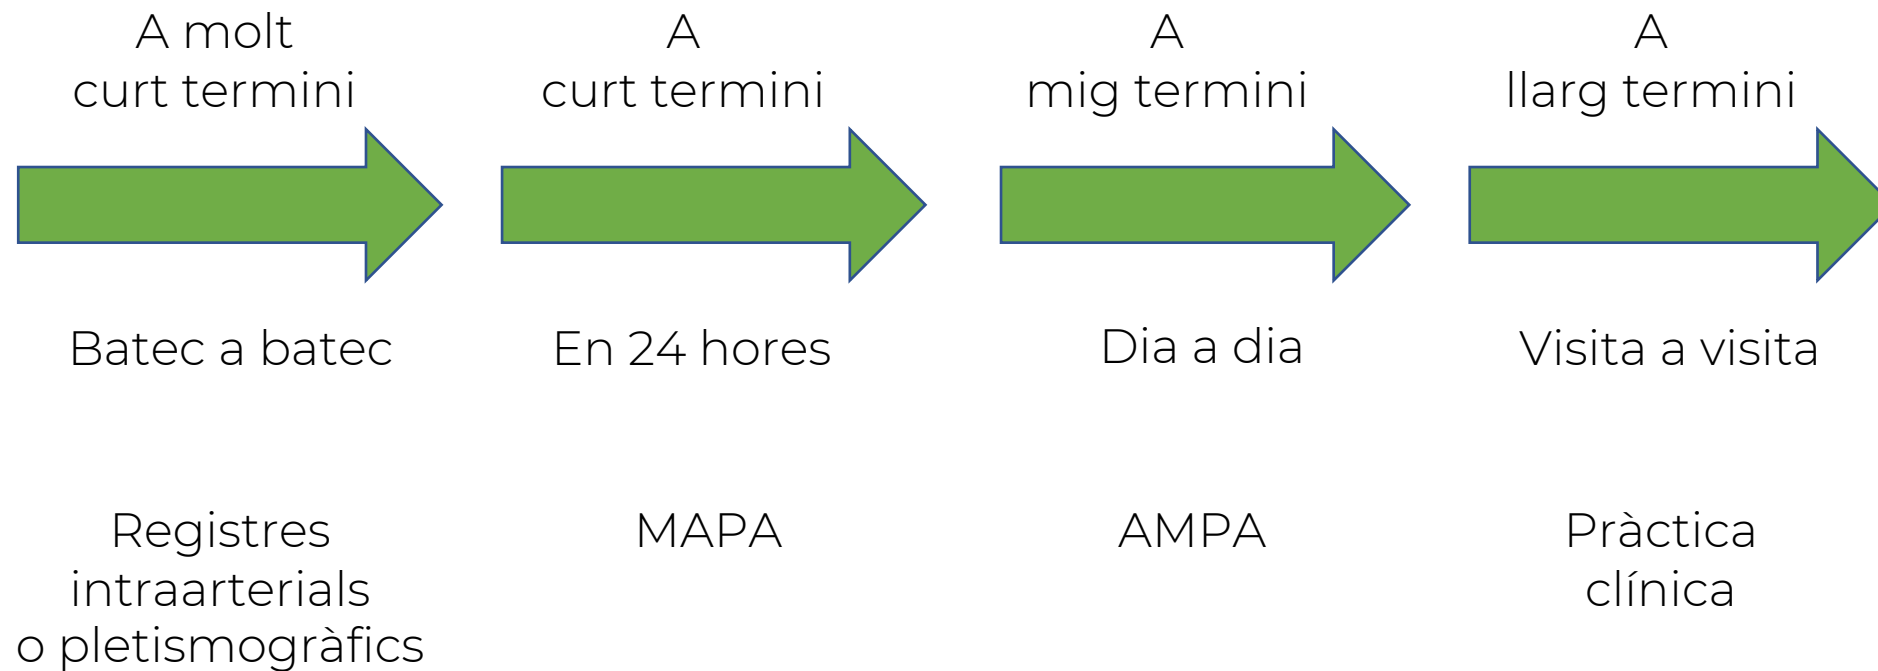 A molt
curt termini
A
curt termini
A
mig termini
A
llarg termini
Batec a batec
En 24 hores
Dia a dia
Visita a visita
Registres
intraarterials
o pletismogràfics
MAPA
AMPA
Pràctica
clínica